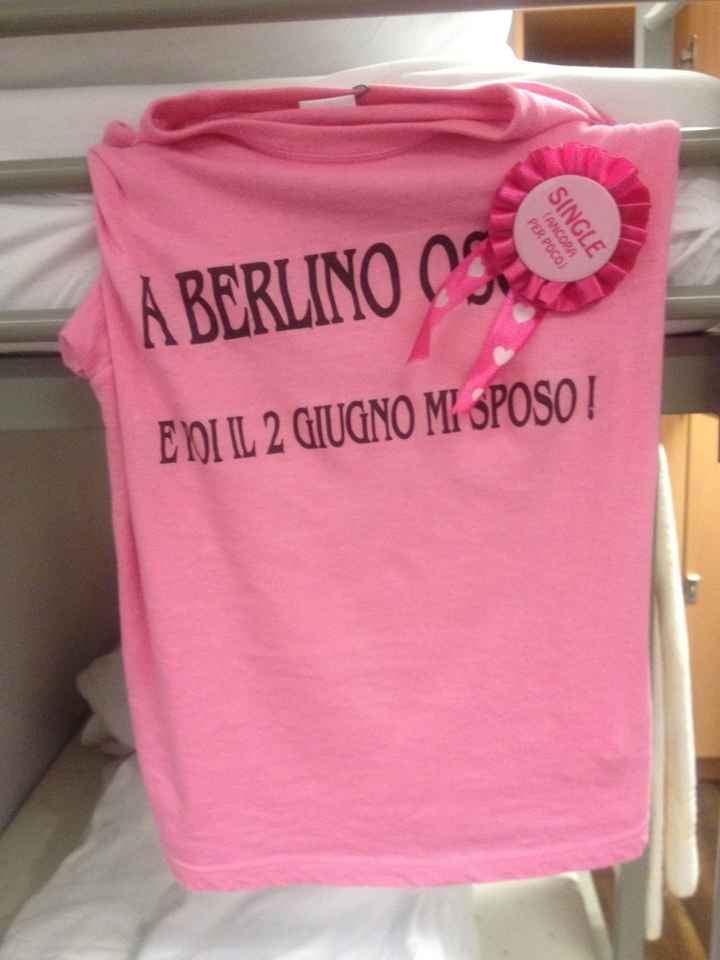 A BERLINO
E POI IL 2 GIUGNO MI SPOSO !
SINGLE
(ANCORA
PER POCO)